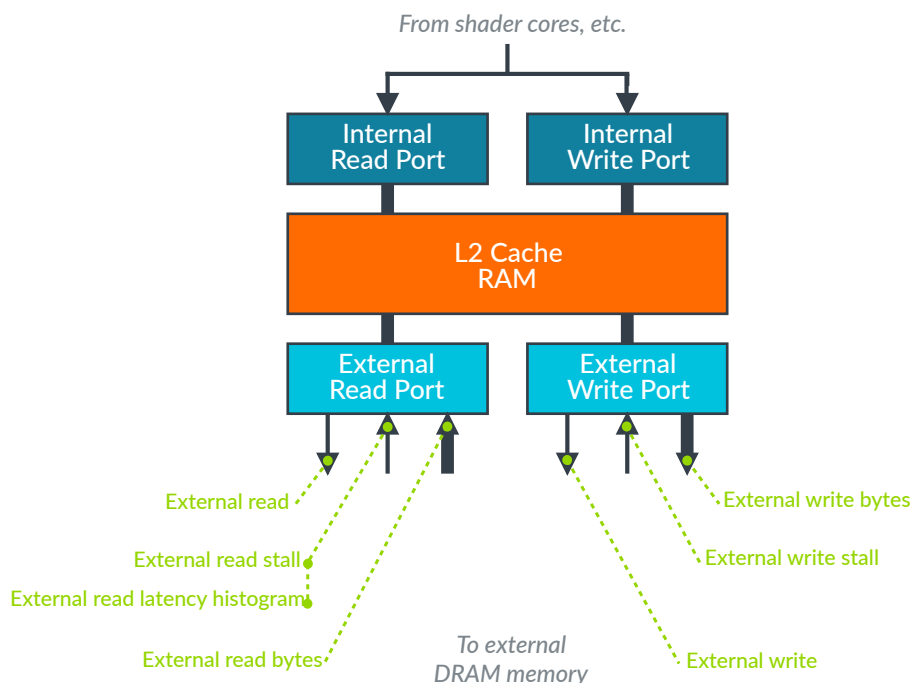 From shader cores, etc.
Internal
Read Port
Internal
Write Port
L2 Cache
RAM
External
Read Port
External
Write Port
External read
External write bytes
External read stall
External write stall
External read latency histogram
External read bytes
External write
To external
DRAM memory